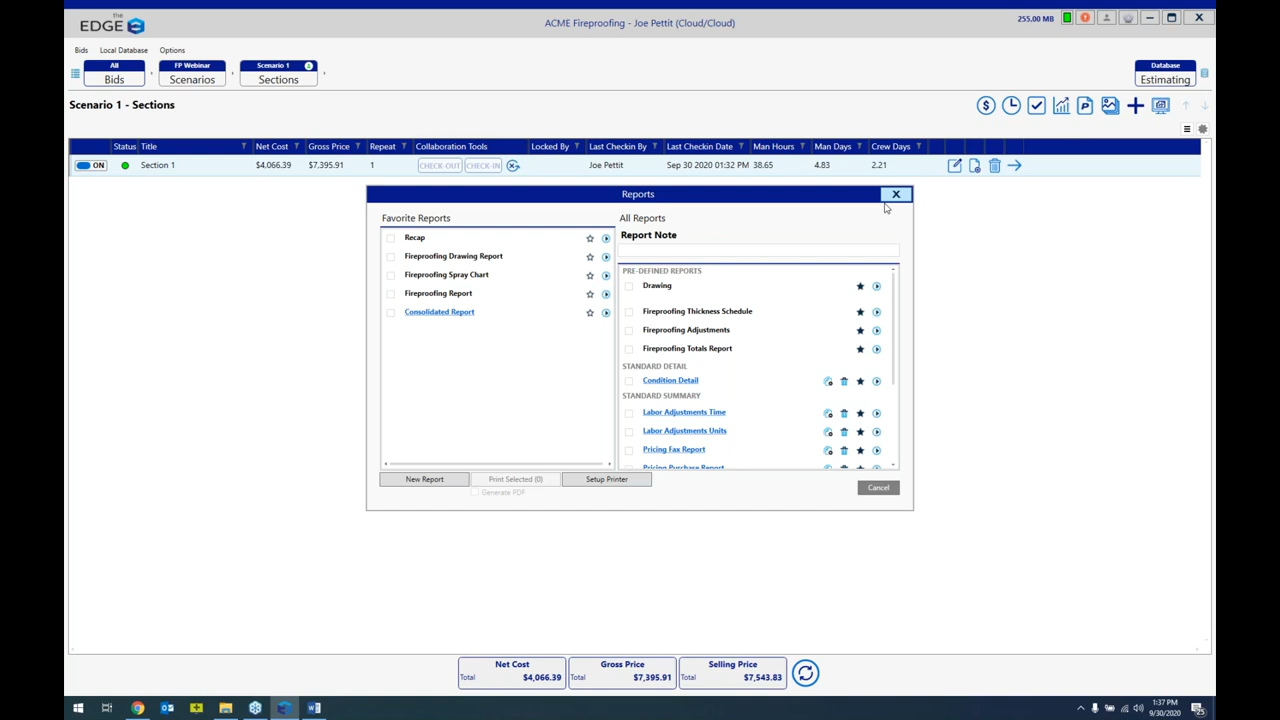 the
EDGE
ACME Fireproofing - Joe Pettit (Cloud/Cloud)
255.00 MB
Bids Local Database Options
All
Bids
FP Webinar
Scenarios
Scenario 1
Sections
Database
Estimating
Scenario 1 - Sections
Status Title Net Cost Gross Price Repeat Collaboration Tools Locked By Last Checkin By Last Checkin Date Man Hours Man Days Crew Days
ON Section 1 $4,066.39 $7,395.91 1 CHECK-OUT CHECK-IN Joe Pettit Sep 30 2020 01:32 PM 38.65 4.83 2.21
Reports
X
Favorite Reports
Recap
Fireproofing Drawing Report
Fireproofing Spray Chart
Fireproofing Report
Consolidated Report
All Reports
Report Note
PRE-DEFINED REPORTS
Drawing
Fireproofing Thickness Schedule
Fireproofing Adjustments
Fireproofing Totals Report
STANDARD DETAIL
Condition Detail
STANDARD SUMMARY
Labor Adjustments Time
Labor Adjustments Units
Pricing Fax Report
Pricing Purchase Report
New Report Print Selected (0) Setup Printer
Generate PDF
Cancel
Net Cost
Total $4,066.39
Gross Price
Total $7,395.91
Selling Price
Total $7,543.83
1:37 PM
9/30/2020
25